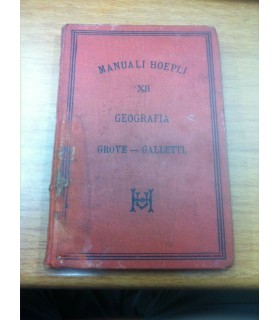 MANUALI HOEPLI
XII
GEOGRAFIA
GROVE — GALLETTI